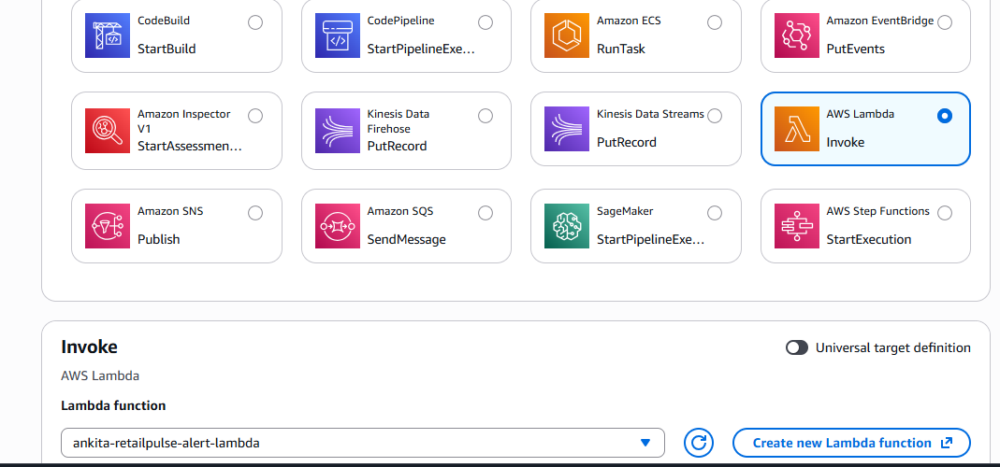 CodeBuild
StartBuild
CodePipeline
StartPipelineExe...
Amazon ECS
RunTask
Amazon EventBridge
PutEvents
Amazon Inspector
V1
StartAssessmen...
Kinesis Data
Firehose
PutRecord
Kinesis Data Streams
PutRecord
AWS Lambda
Invoke
Amazon SNS
Publish
Amazon SQS
SendMessage
SageMaker
StartPipelineExe...
AWS Step Functions
StartExecution
Invoke
Universal target definition
AWS Lambda
Lambda function
ankita-retailpulse-alert-lambda
Create new Lambda function